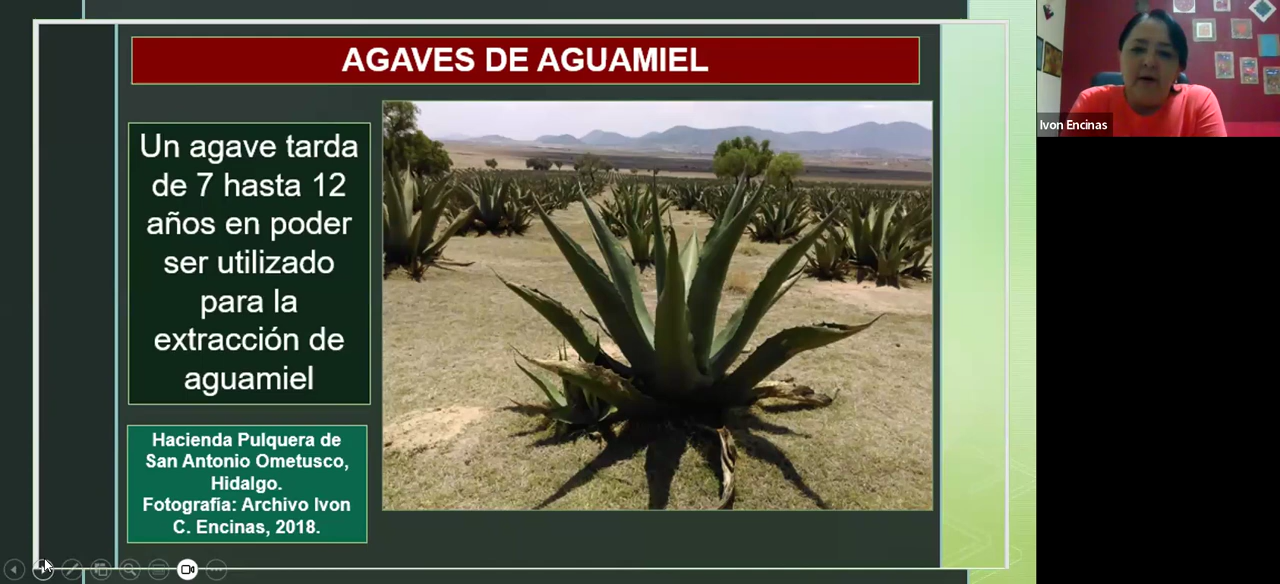 AGAVES DE AGUAMIEL
Un agave tarda
de 7 hasta 12
años en poder
ser utilizado
para la
extracción de
aguamiel
Hacienda Pulquera de
San Antonio Ometusco,
Hidalgo.
Fotografía: Archivo Ivon
C. Encinas, 2018.
Ivon Encinas